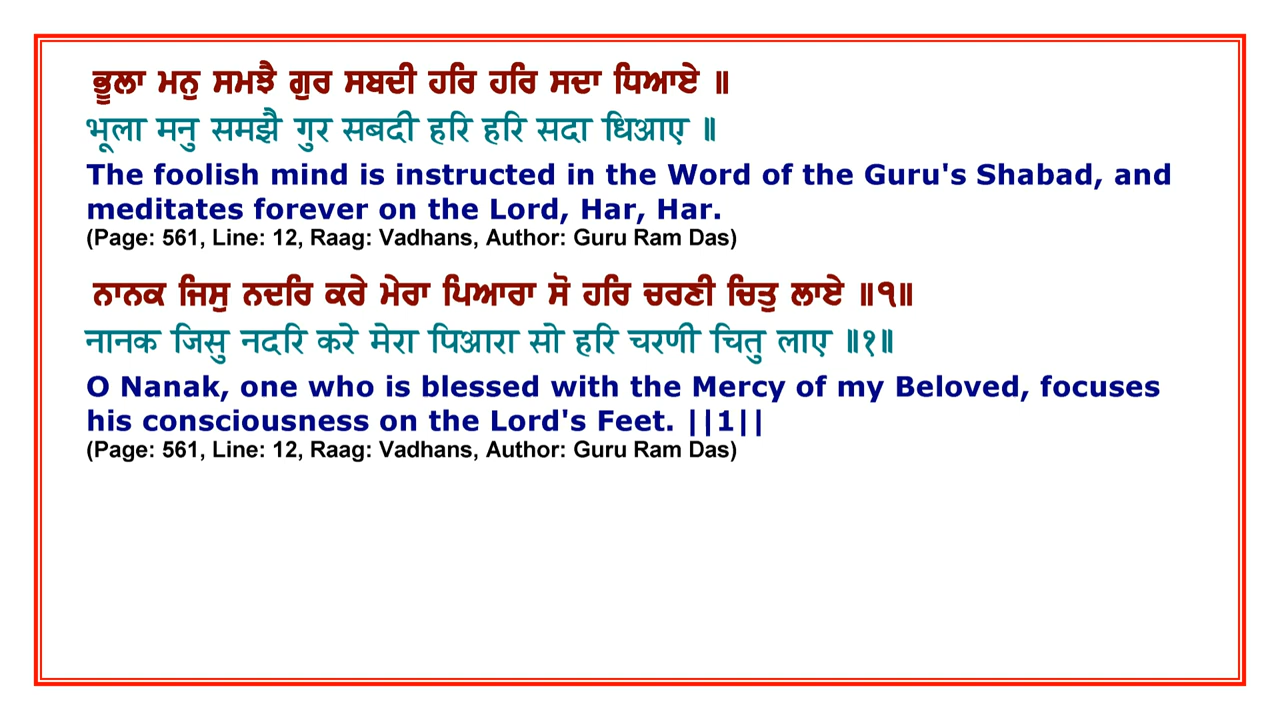 ਭੂਲਾ ਮਨੁ ਸਮਝੈ ਗੁਰ ਸਬਦੀ ਹਰਿ ਹਰਿ ਸਦਾ ਧਿਆਏ ॥
भूला मनु समझै गुर सबदी हरि हरि सदा धिआए ॥
The foolish mind is instructed in the Word of the Guru's Shabad, and
meditates forever on the Lord, Har, Har.
(Page: 561, Line: 12, Raag: Vadhans, Author: Guru Ram Das)
ਨਾਨਕ ਜਿਸੁ ਨਦਰਿ ਕਰੇ ਮੇਰਾ ਪਿਆਰਾ ਸੋ ਹਰਿ ਚਰਣੀ ਚਿਤੁ ਲਾਏ ॥੧॥
नानक जिसु नदरि करे मेरा पिआरा सो हरि चरणी चितु लाए ॥१॥
O Nanak, one who is blessed with the Mercy of my Beloved, focuses
his consciousness on the Lord's Feet. ||1||
(Page: 561, Line: 12, Raag: Vadhans, Author: Guru Ram Das)